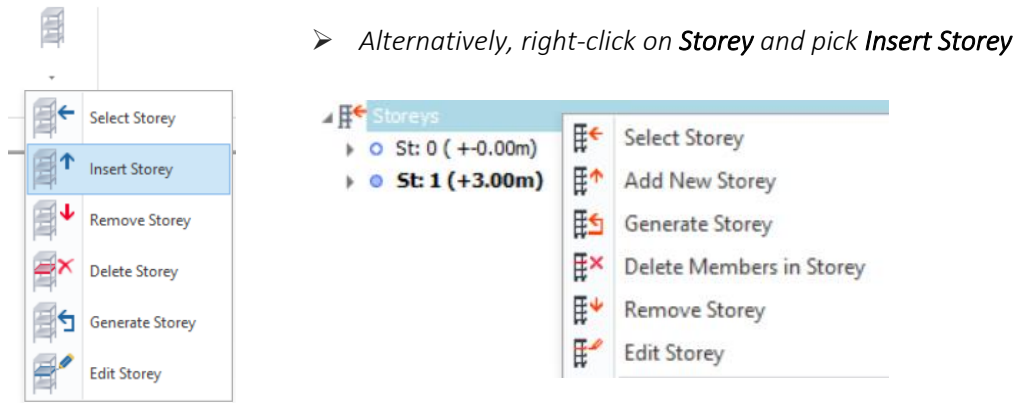 ➢ Alternatively, right-click on Storey and pick Insert Storey
Select Storey
Insert Storey
Remove Storey
Delete Storey
Generate Storey
Edit Storey
Storeys
St: 0 ( +-0.00m)
St: 1 (+3.00m)
Select Storey
Add New Storey
Generate Storey
Delete Members in Storey
Remove Storey
Edit Storey